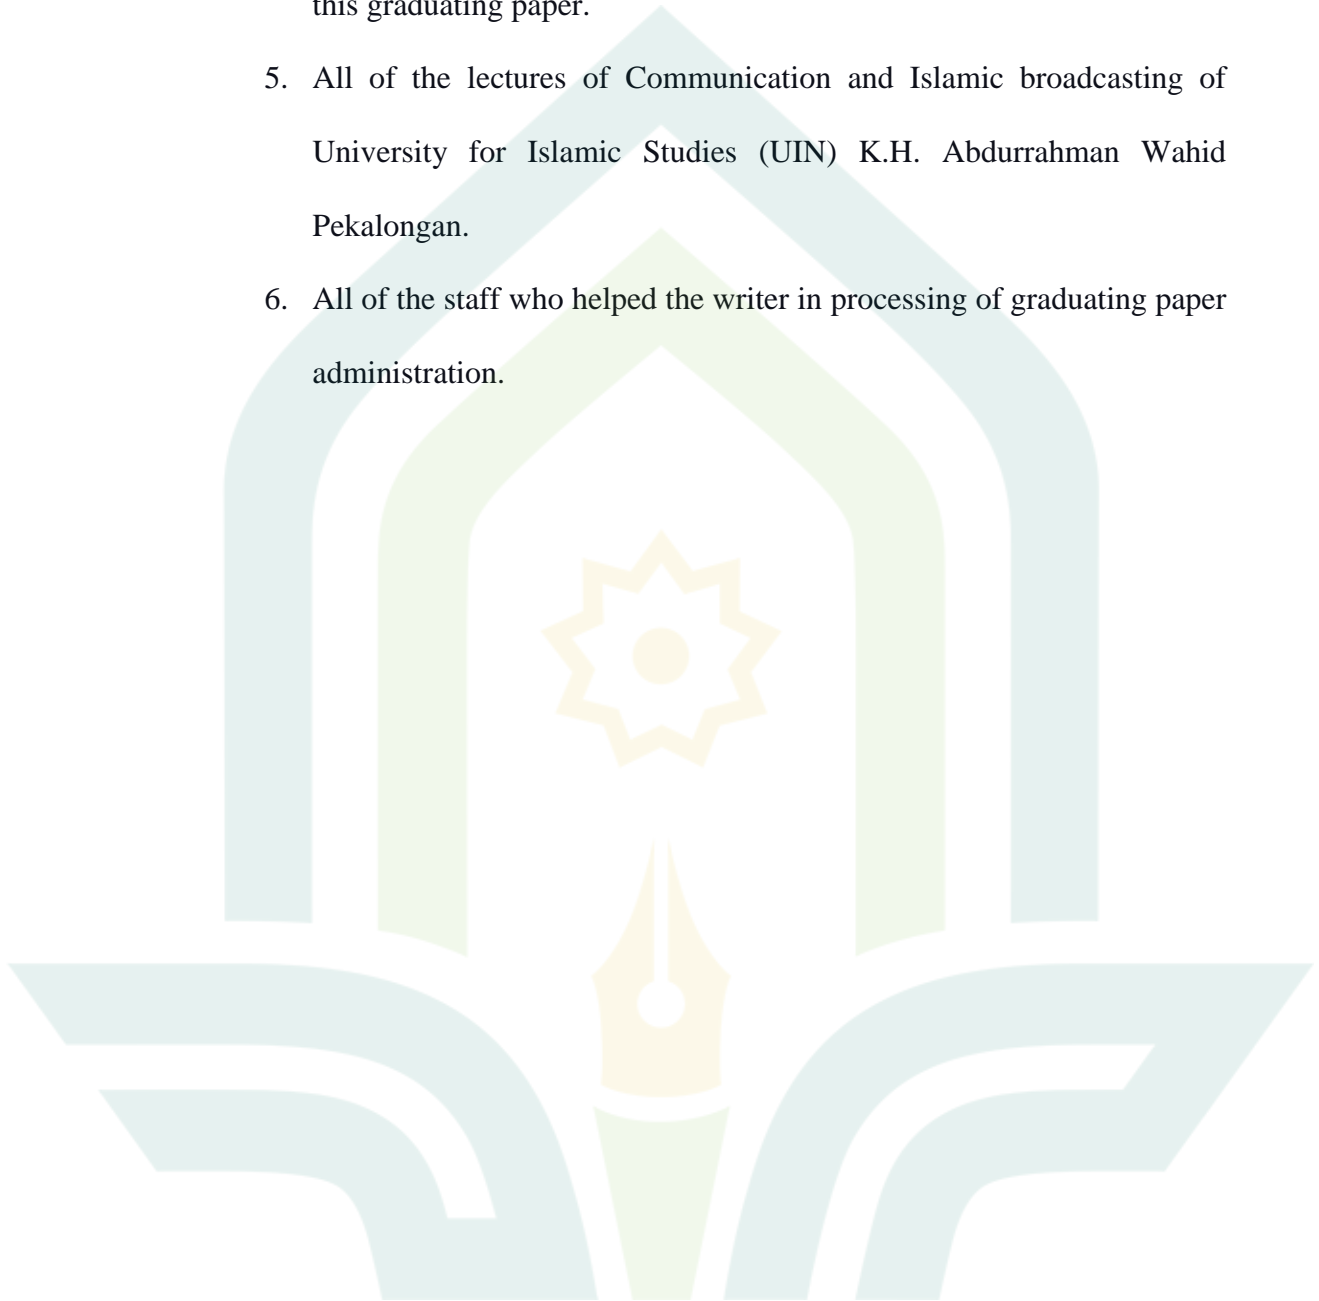 this graduating paper.
5. All of the lectures of Communication and Islamic broadcasting of
University for Islamic Studies (UIN) K.H. Abdurrahman Wahid
Pekalongan.
6. All of the staff who helped the writer in processing of graduating paper
administration.